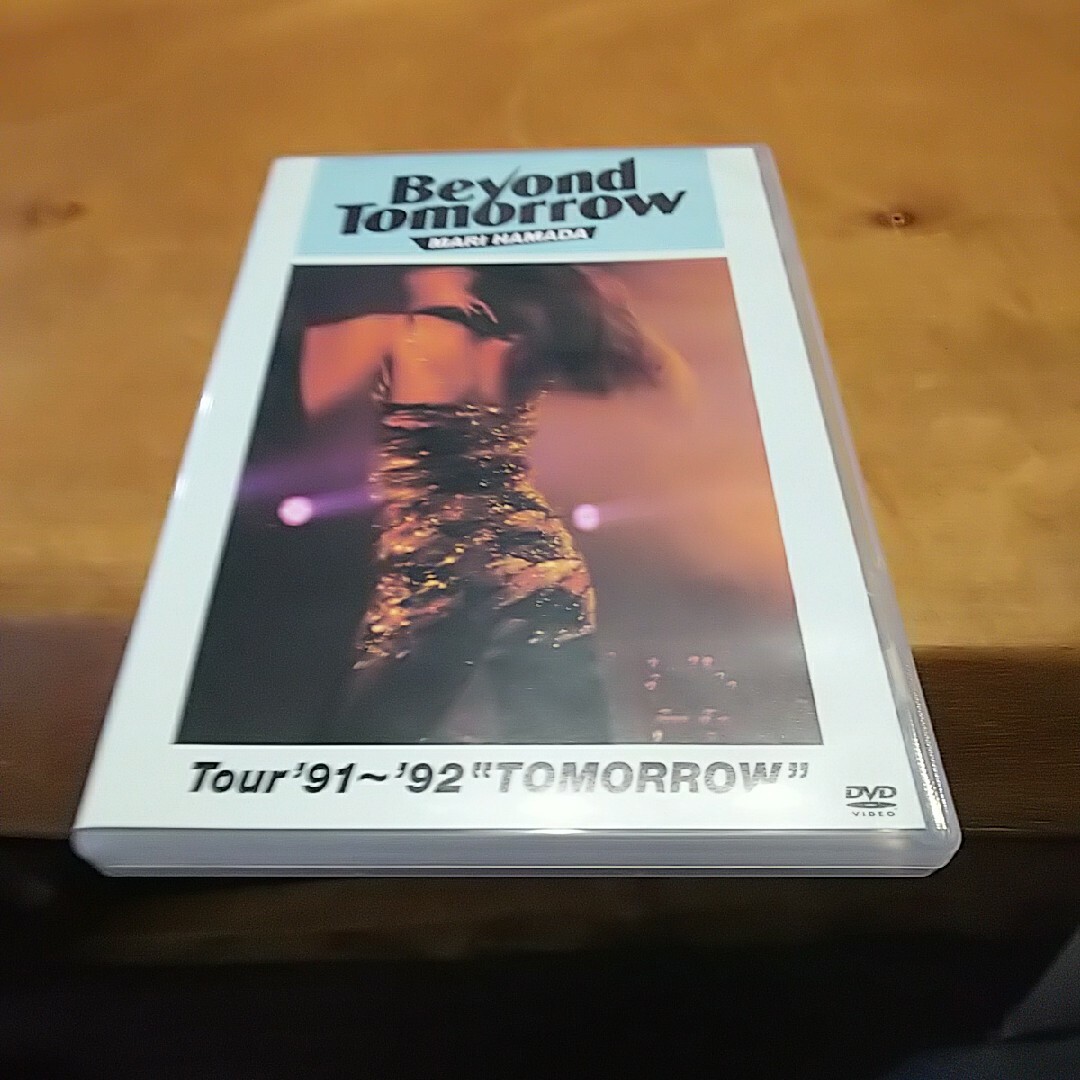 Beyond
Tomorrow
MARI HAMADA
Tour '91~'92 "TOMORROW"
DVD
VIDEO